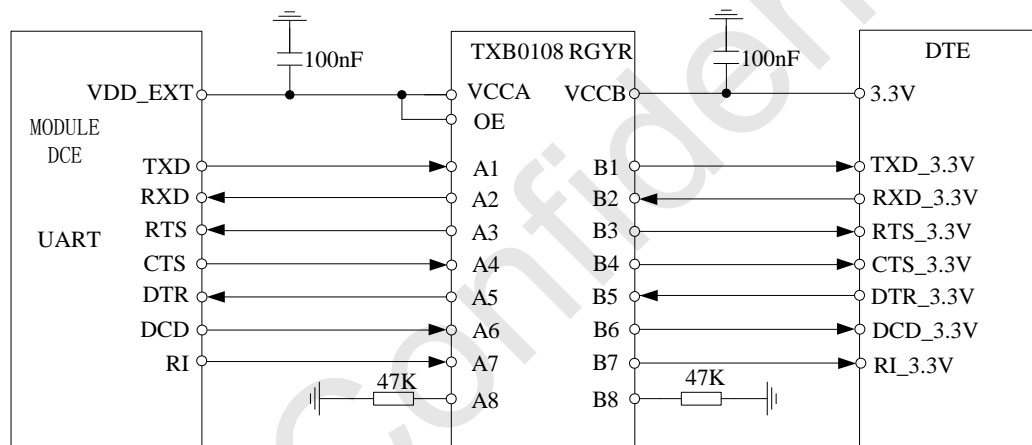 100nF
100nF
TXB0108 RGYR
DTE
VDD_EXT
VCCA
VCCB
3.3V
OE
MODULE
DCE
TXD
A1
B1
TXD_3.3V
RXD
A2
B2
RXD_3.3V
RTS
A3
B3
RTS_3.3V
UART
CTS
A4
B4
CTS_3.3V
DTR
A5
B5
DTR_3.3V
DCD
A6
B6
DCD_3.3V
RI
A7
B7
RI_3.3V
47K
47K
A8
B8